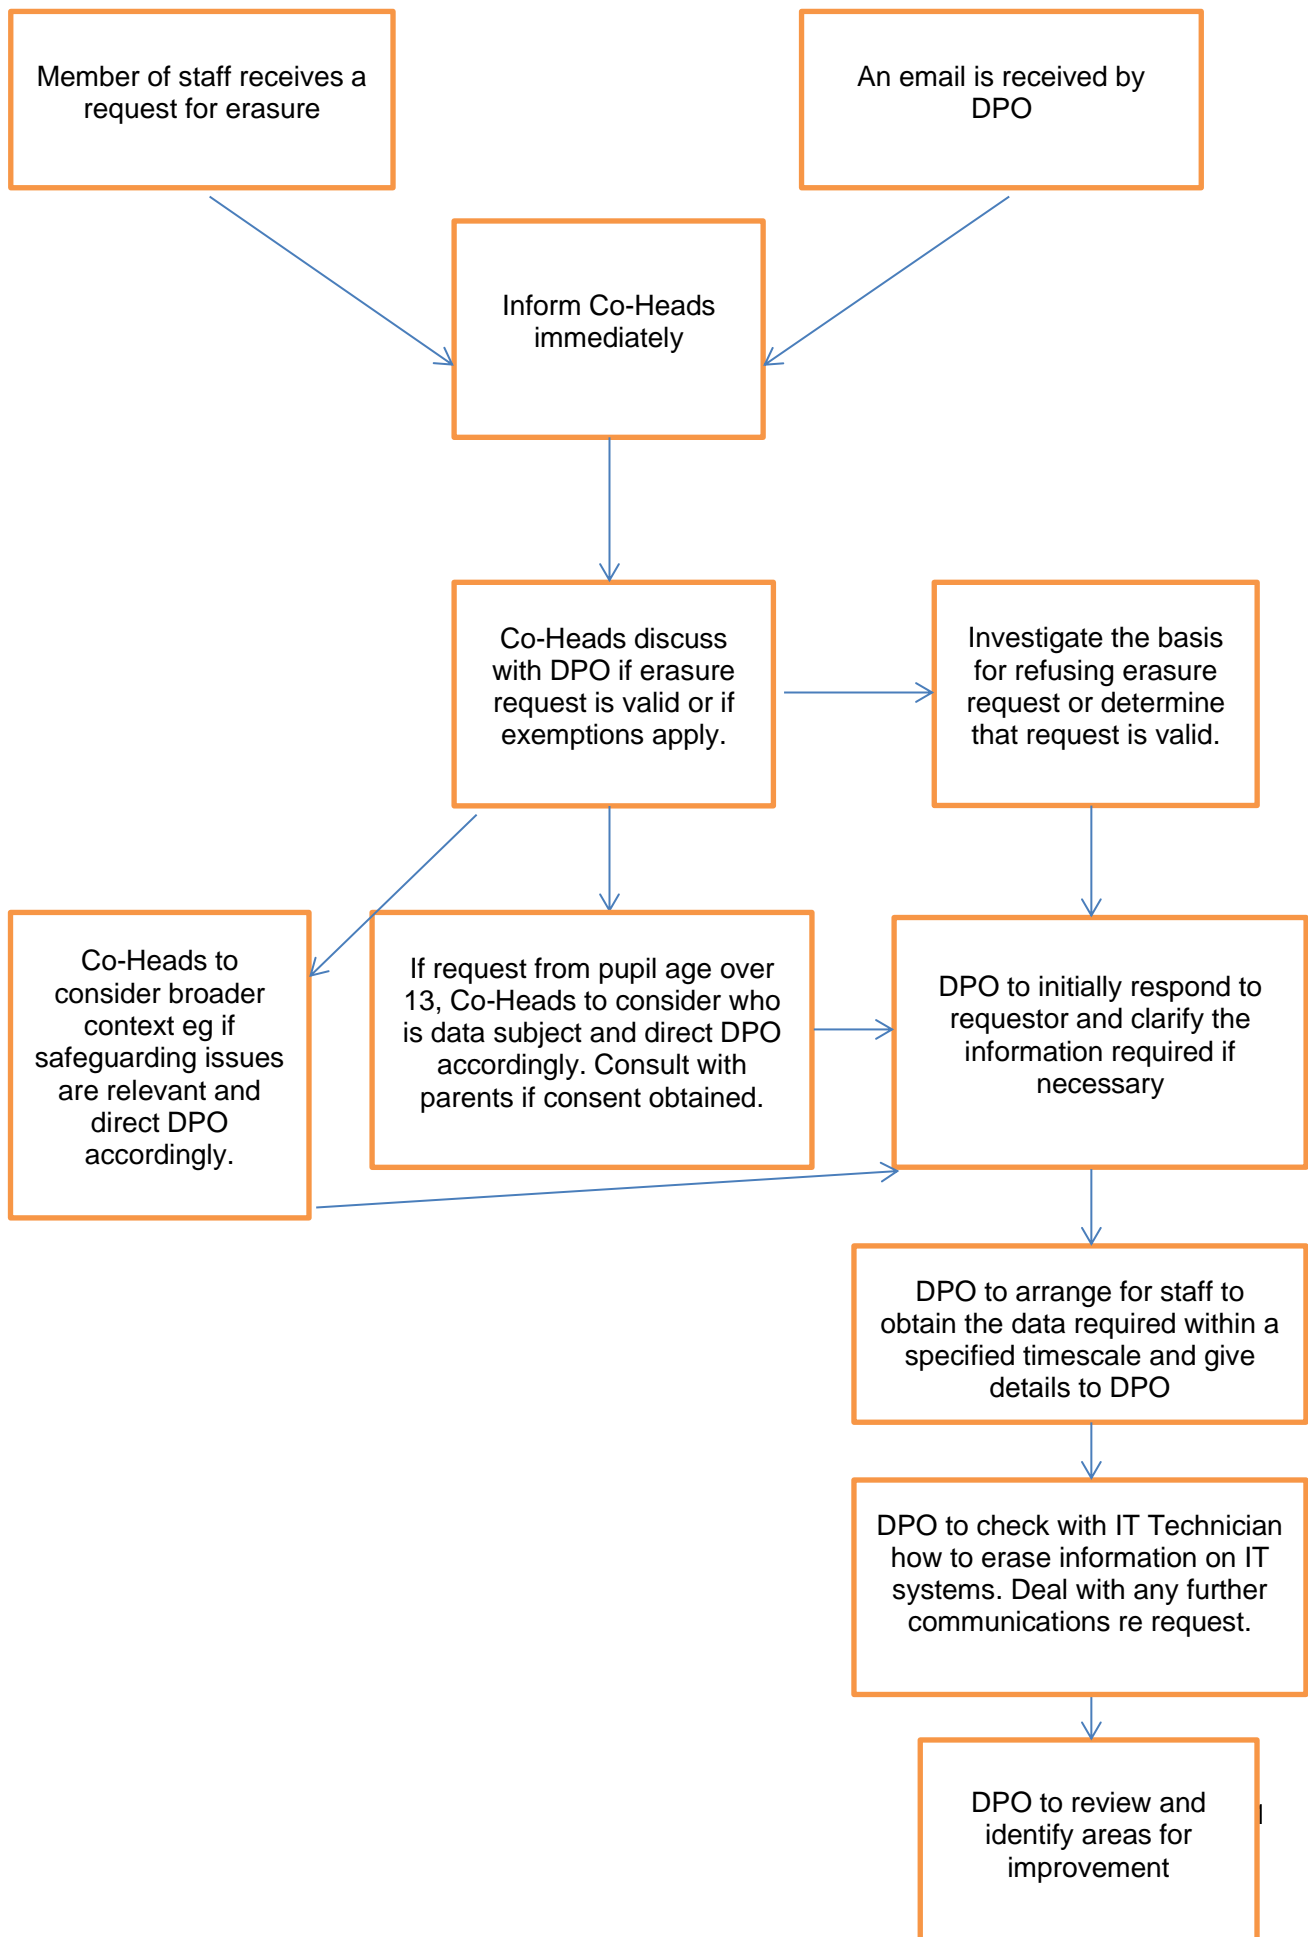 Member of staff receives a
request for erasure
An email is received by
DPO
Inform Co-Heads
immediately
Co-Heads discuss
with DPO if erasure
request is valid or if
exemptions apply.
Investigate the basis
for refusing erasure
request or determine
that request is valid.
Co-Heads to
consider broader
context eg if
safeguarding issues
are relevant and
direct DPO
accordingly.
If request from pupil age over
13, Co-Heads to consider who
is data subject and direct DPO
accordingly. Consult with
parents if consent obtained.
DPO to initially respond to
requestor and clarify the
information required if
necessary
DPO to arrange for staff to
obtain the data required within a
specified timescale and give
details to DPO
DPO to check with IT Technician
how to erase information on IT
systems. Deal with any further
communications re request.
DPO to review and
identify areas for
improvement